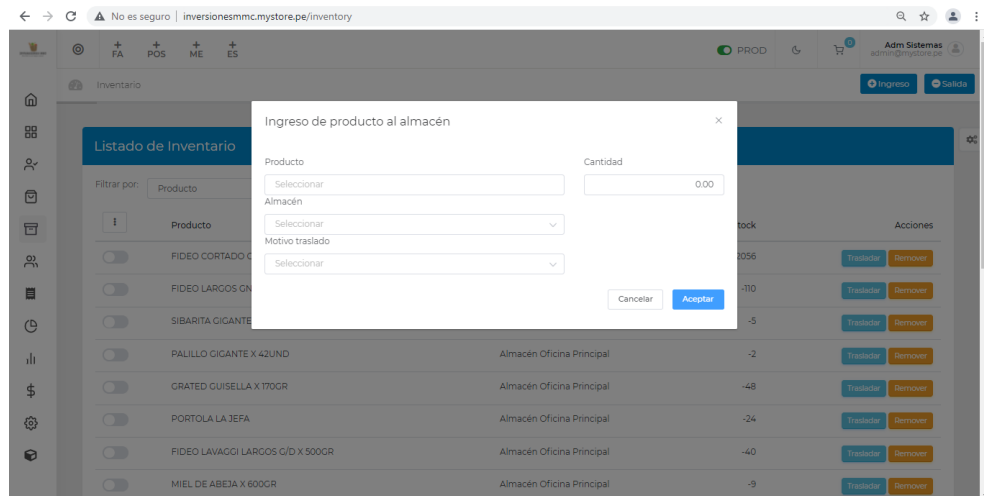 No es seguro | inversionesmmc.mystore.pe/inventory
+ FA + POS + ME + ES PROD 0 Adm Sistemas
admin@mystore.pe
Inventario Ingreso Salida
Ingreso de producto al almacén ×
Listado de Inventario
Producto Cantidad
Filtrar por: Producto Seleccionar 0.00
Almacén
Producto Seleccionar tock Acciones
Motivo traslado
FIDEO CORTADO Seleccionar 2056 Trasladar Remover
FIDEO LARGOS GN -110 Trasladar Remover
Cancelar Aceptar
SIBARITA GIGANTE -5 Trasladar Remover
PALILLO GIGANTE X 42UND Almacén Oficina Principal -2 Trasladar Remover
GRATED GUISELLA X 170GR Almacén Oficina Principal -48 Trasladar Remover
PORTOLA LA JEFA Almacén Oficina Principal -24 Trasladar Remover
FIDEO LAVAGGI LARGOS G/D X 500GR Almacén Oficina Principal -40 Trasladar Remover
MIEL DE ABEJA X 600GR Almacén Oficina Principal -9 Trasladar Remover